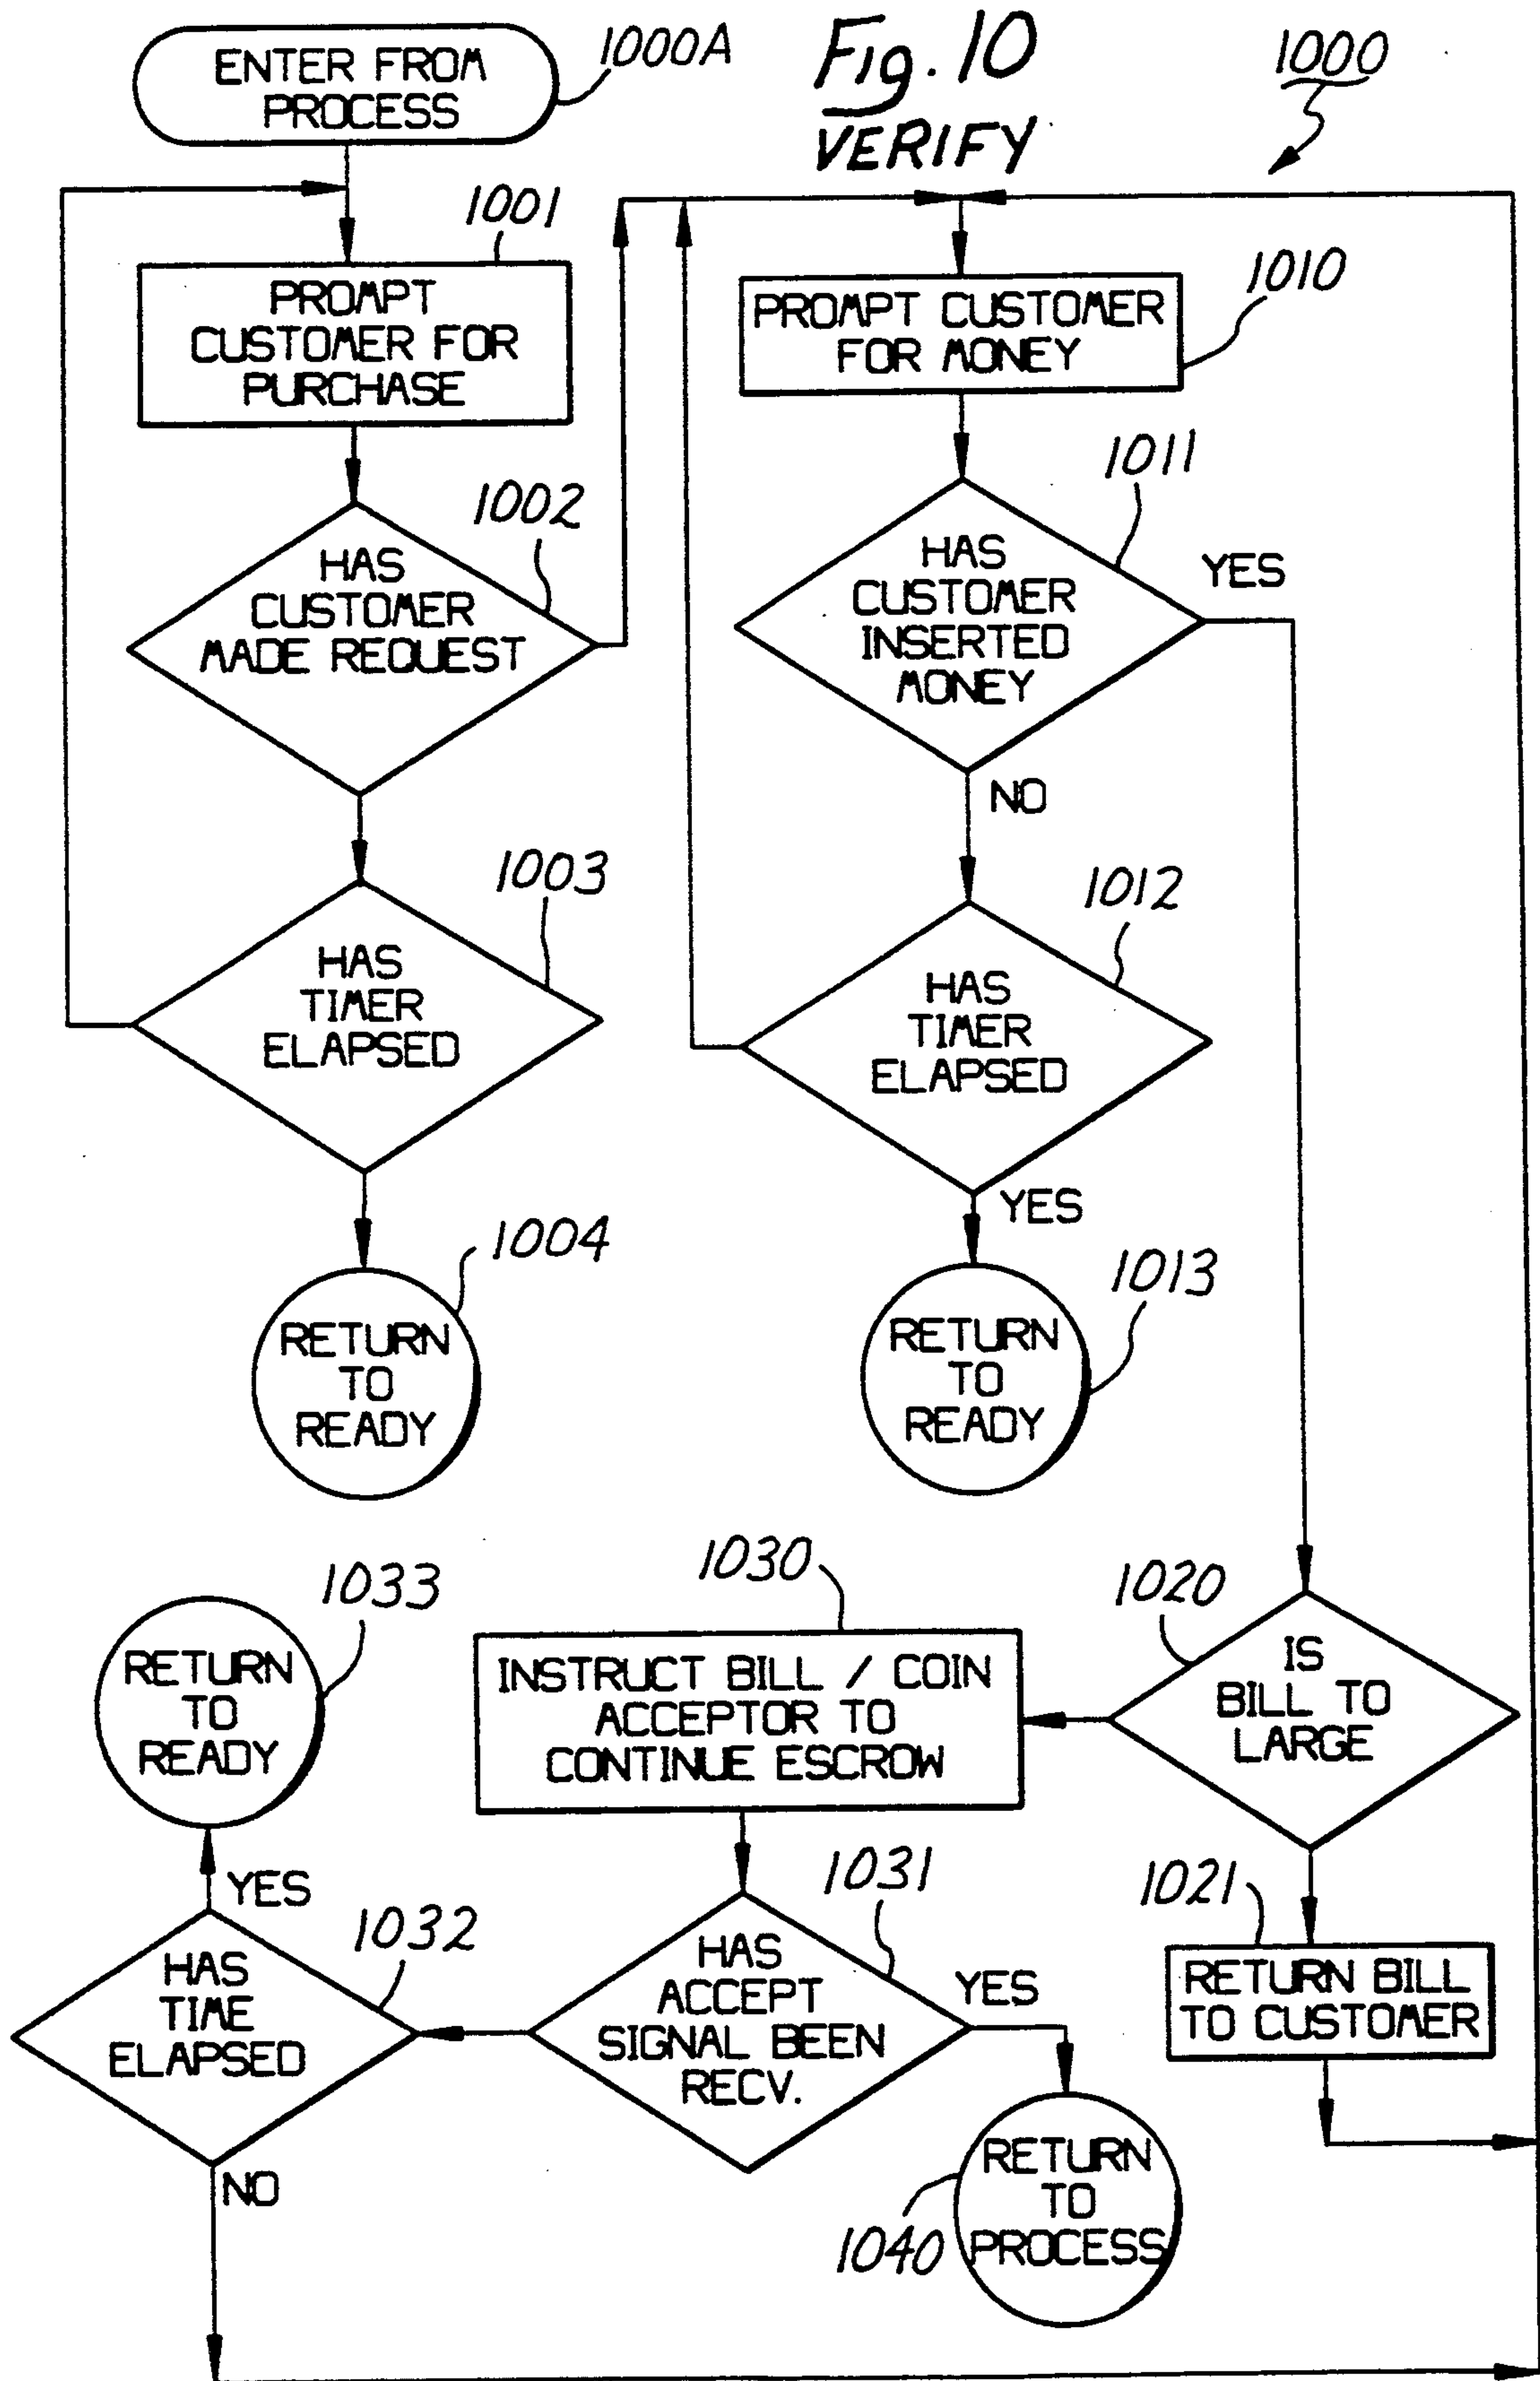 Fig. 10
VERIFY
1000
ENTER FROM
PROCESS
1000A
1001
PROMPT
CUSTOMER FOR
PURCHASE
1002
HAS
CUSTOMER
MADE REQUEST
1003
HAS
TIMER
ELAPSED
1004
RETURN
TO
READY
1010
PROMPT CUSTOMER
FOR MONEY
1011
HAS
CUSTOMER
INSERTED
MONEY
YES
NO
1012
HAS
TIMER
ELAPSED
YES
1013
RETURN
TO
READY
1020
IS
BILL TO
LARGE
1021
RETURN BILL
TO CUSTOMER
1030
INSTRUCT BILL / COIN
ACCEPTOR TO
CONTINUE ESCROW
1031
HAS
ACCEPT
SIGNAL BEEN
RECV.
YES
1040
RETURN
TO
PROCESS
1032
HAS
TIME
ELAPSED
YES
NO
1033
RETURN
TO
READY